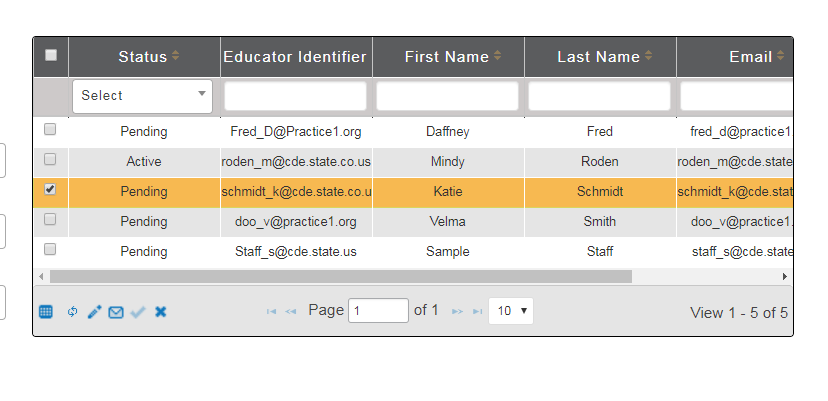 Status Educator Identifier First Name Last Name Email
Select
Pending Fred_D@Practice1.org Daffney Fred fred_d@practice1.
Active roden_m@cde.state.co.us Mindy Roden roden_m@cde.state
Pending schmidt_k@cde.state.co.u Katie Schmidt schmidt_k@cde.stat
Pending doo_v@practice1.org Velma Smith doo_v@practice1.
Pending Staff_s@cde.state.us Sample Staff staff_s@cde.state
Page 1 of 1 10 View 1 - 5 of 5